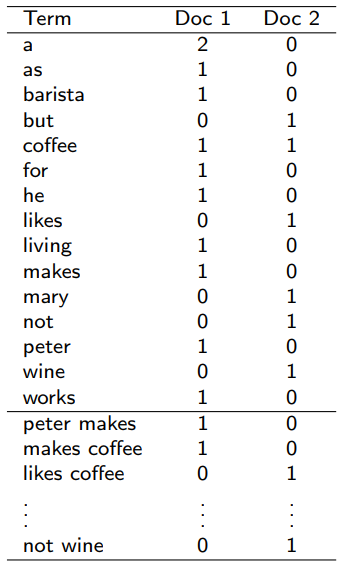 Term Doc 1 Doc 2
a 2 0
as 1 0
barista 1 0
but 0 1
coffee 1 1
for 1 0
he 1 0
likes 0 1
living 1 0
makes 1 0
mary 0 1
not 0 1
peter 1 0
wine 0 1
works 1 0
peter makes 1 0
makes coffee 1 0
likes coffee 0 1
⋮ ⋮ ⋮
not wine 0 1